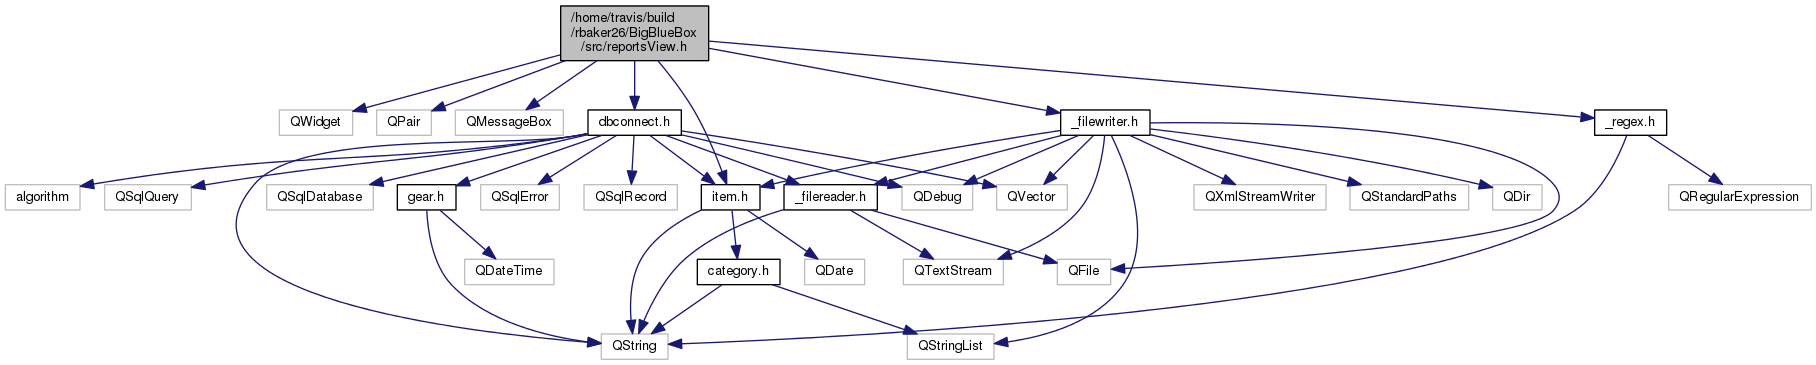 /home/travis/build
/rbaker26/BigBlueBox
/src/reportsView.h
QWidget
QPair
QMessageBox
dbconnect.h
_filewriter.h
_regex.h
algorithm
QSqlQuery
QSqlDatabase
gear.h
QSqlError
QSqlRecord
item.h
_filereader.h
QDebug
QVector
QXmlStreamWriter
QStandardPaths
QDir
QRegularExpression
QDateTime
category.h
QDate
QTextStream
QFile
QString
QStringList